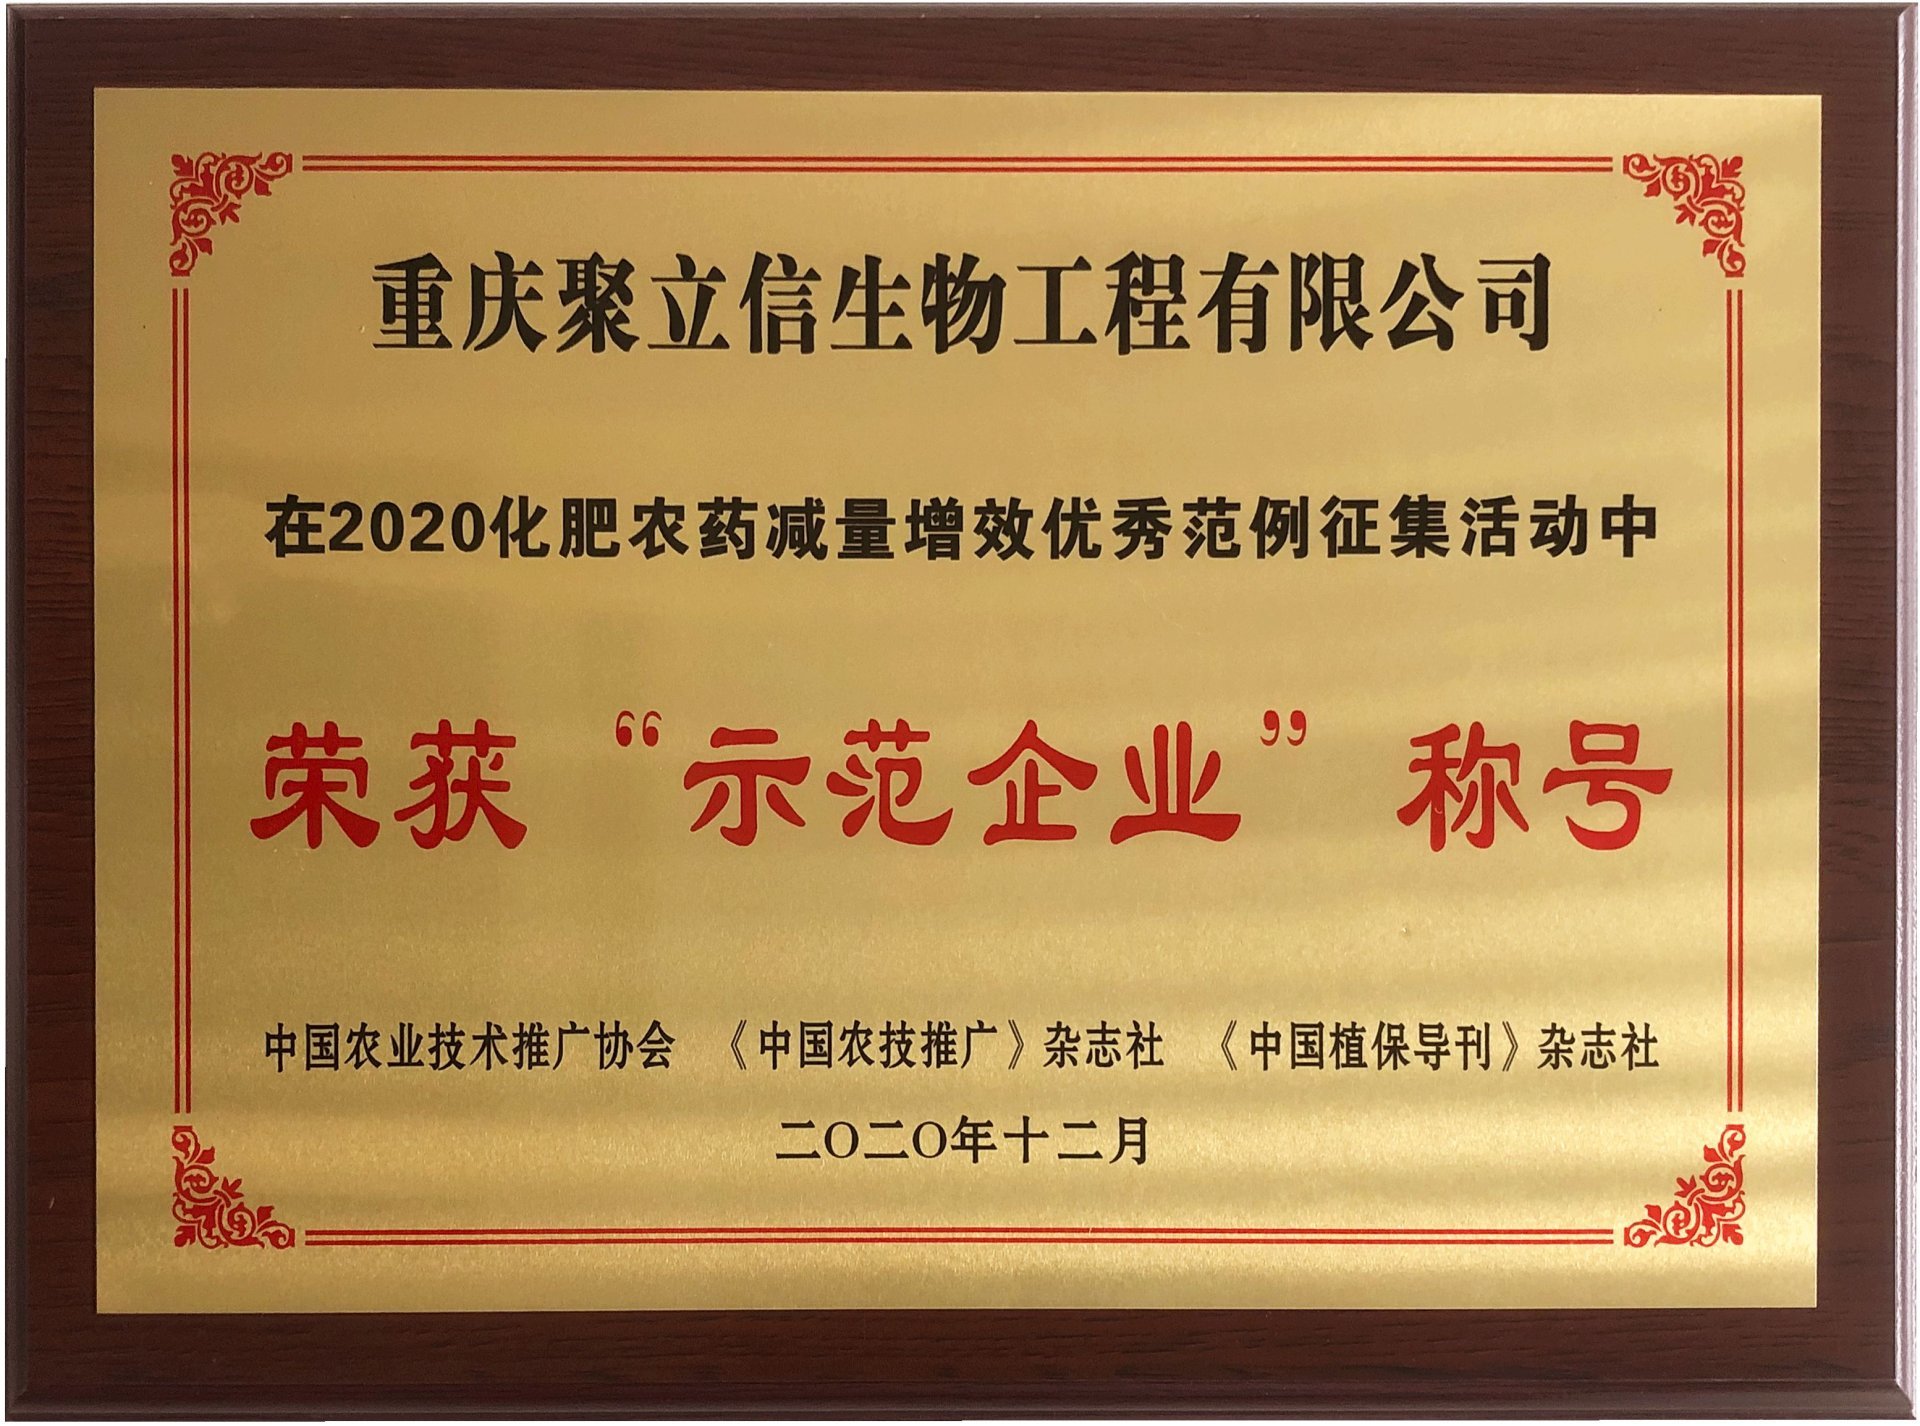 重庆聚立信生物工程有限公司
在2020化肥农药减量增效优秀范例征集活动中
荣获“示范企业”称号
中国农业技术推广协会 《中国农技推广》杂志社 《中国植保导刊》杂志社
二〇二〇年十二月